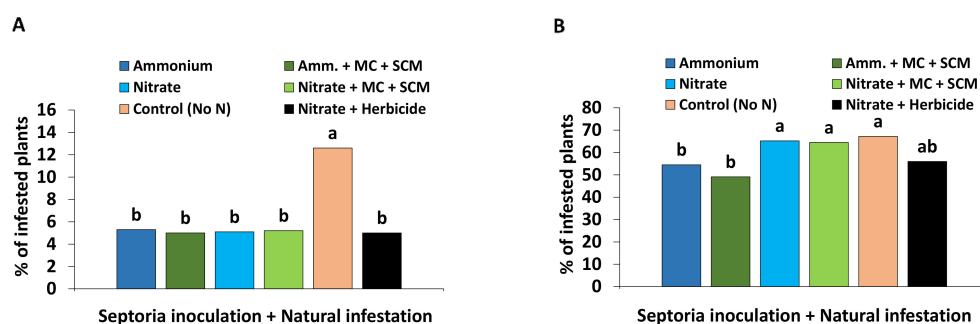 A
Ammonium
Amm. + MC + SCM
Nitrate
Nitrate + MC + SCM
Control (No N)
Nitrate + Herbicide
% of infested plants
16
14
12
10
8
6
4
2
0
b
b
b
b
a
b
Septoria inoculation + Natural infestation
B
Ammonium
Amm. + MC + SCM
Nitrate
Nitrate + MC + SCM
Control (No N)
Nitrate + Herbicide
% of infested plants
80
70
60
50
40
30
20
10
0
b
b
a
a
a
ab
Septoria inoculation + Natural infestation